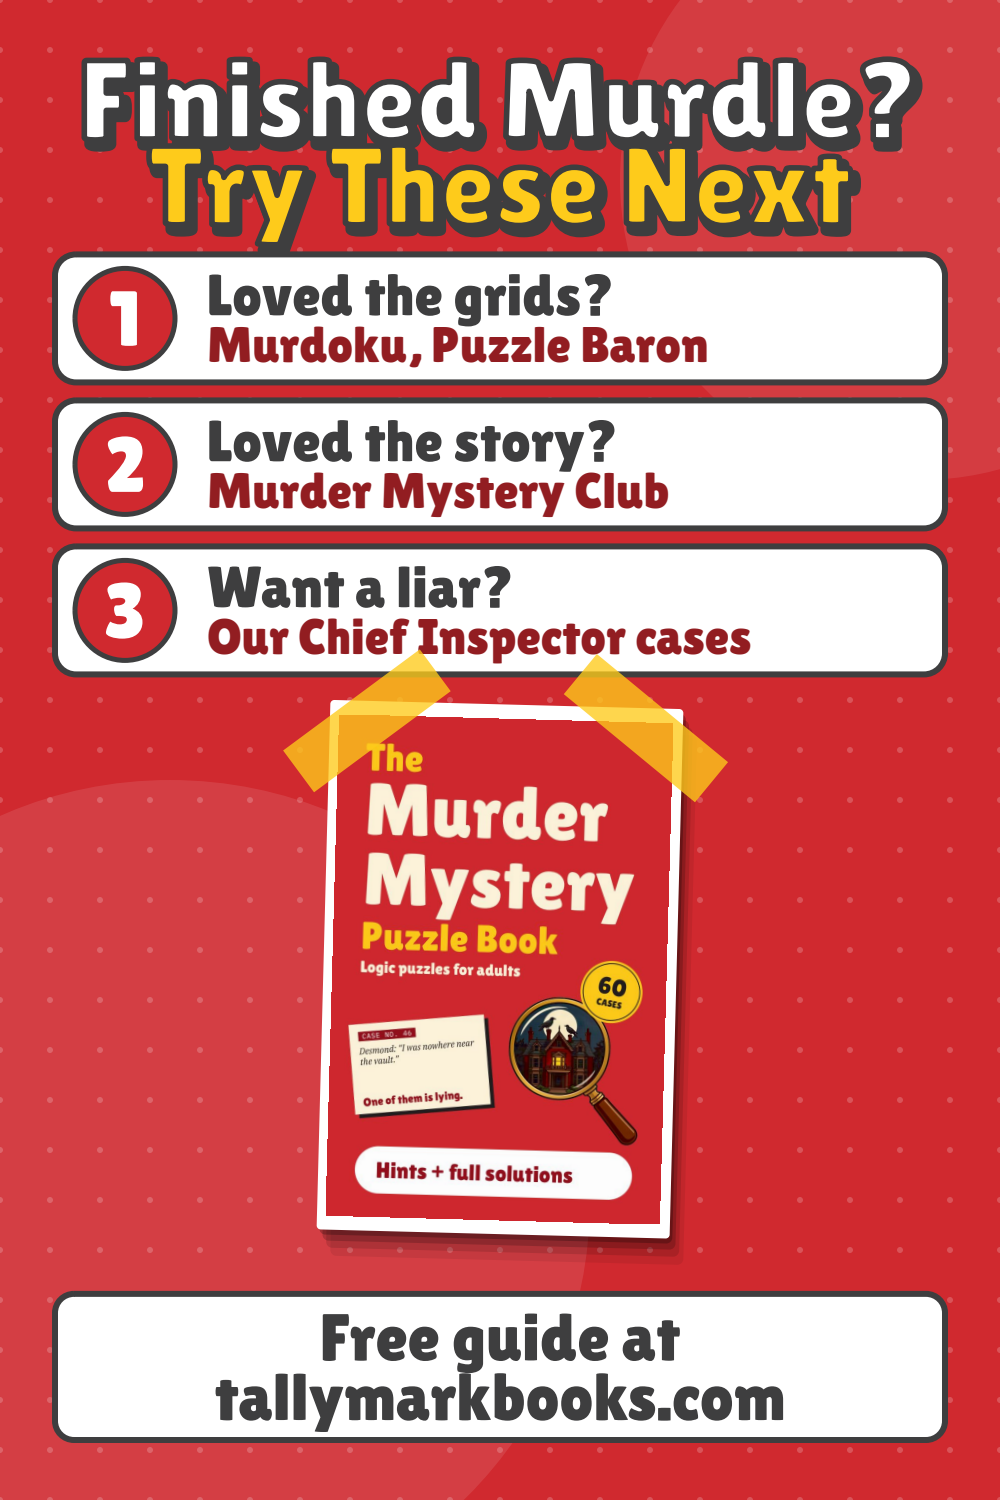 Finished Murdle?
Try These Next
1
Loved the grids?
Murdoku, Puzzle Baron
2
Loved the story?
Murder Mystery Club
3
Want a liar?
Our Chief Inspector cases
The
Murder
Mystery
Puzzle Book
Logic puzzles for adults
60
CASES
CASE NO. 46
Desmond: "I was nowhere near
the vault."
One of them is lying.
Hints + full solutions
Free guide at
tallymarkbooks.com